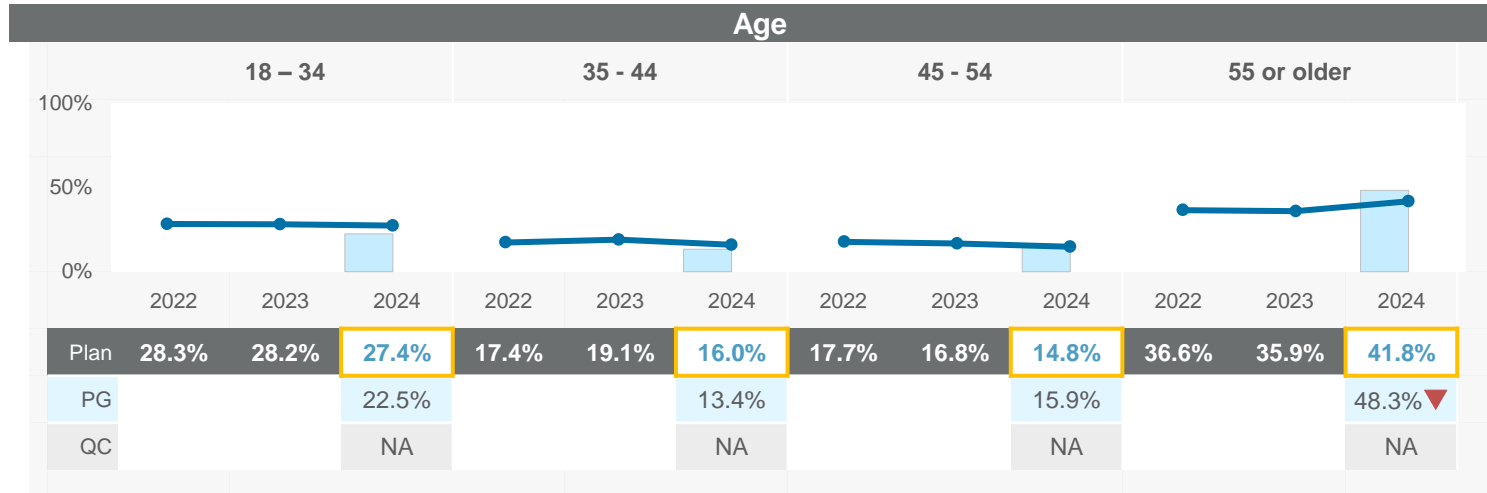 Age
18 – 34 35 - 44 45 - 54 55 or older
100%
50%
0%
2022 2023 2024 2022 2023 2024 2022 2023 2024 2022 2023 2024
Plan 28.3% 28.2% 27.4% 17.4% 19.1% 16.0% 17.7% 16.8% 14.8% 36.6% 35.9% 41.8%
PG 22.5% 13.4% 15.9% 48.3%
QC NA NA NA NA